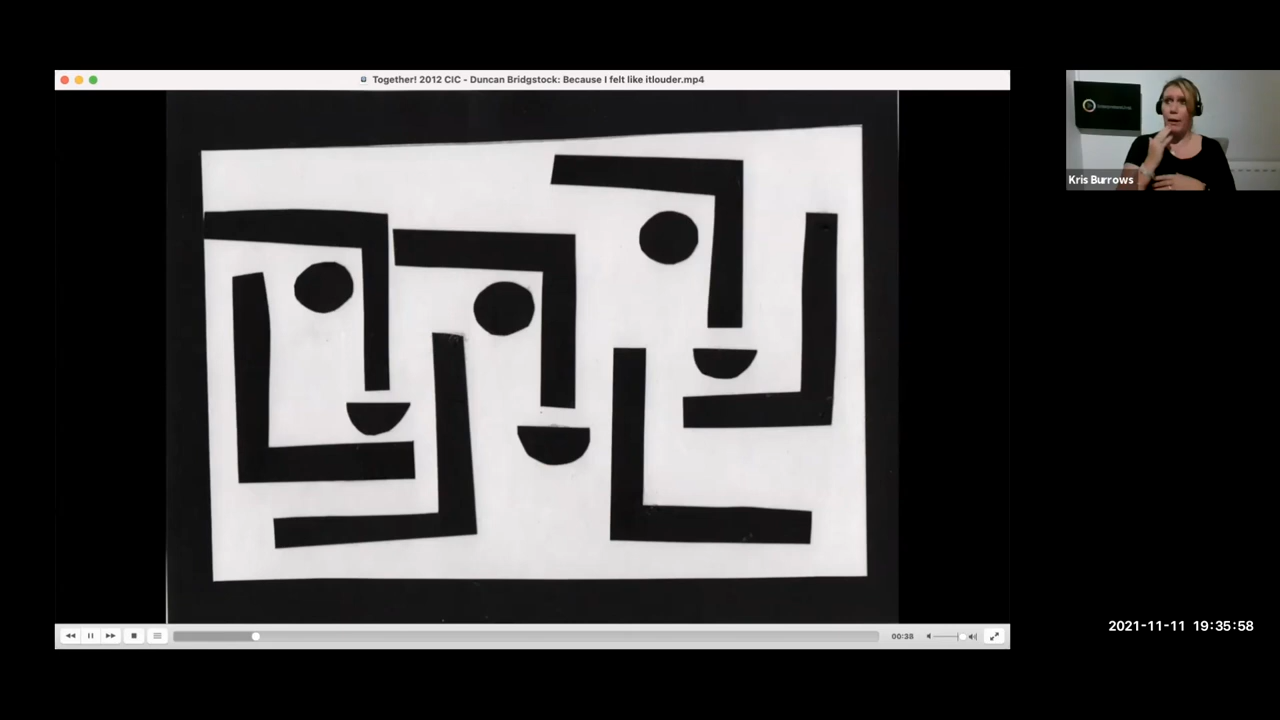 Together! 2012 CIC - Duncan Bridgstock: Because I felt like itlouder.mp4
Kris Burrows
00:38
2021-11-11 19:35:58